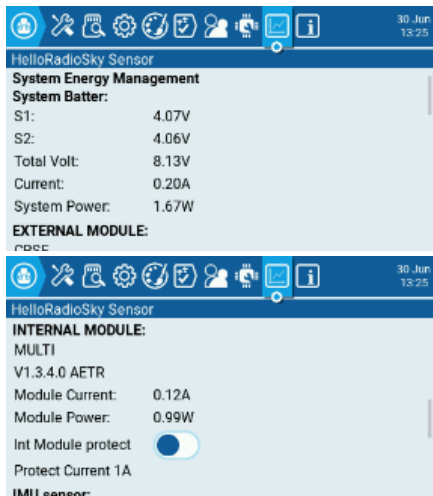 30 Jun
13:25
HelloRadioSky Sensor
System Energy Management
System Batter:
S1: 4.07V
S2: 4.06V
Total Volt: 8.13V
Current: 0.20A
System Power: 1.67W
EXTERNAL MODULE:
CRSF
30 Jun
13:25
HelloRadioSky Sensor
INTERNAL MODULE:
MULTI
V1.3.4.0 AETR
Module Current: 0.12A
Module Power: 0.99W
Int Module protect
Protect Current 1A
IMU sensor: